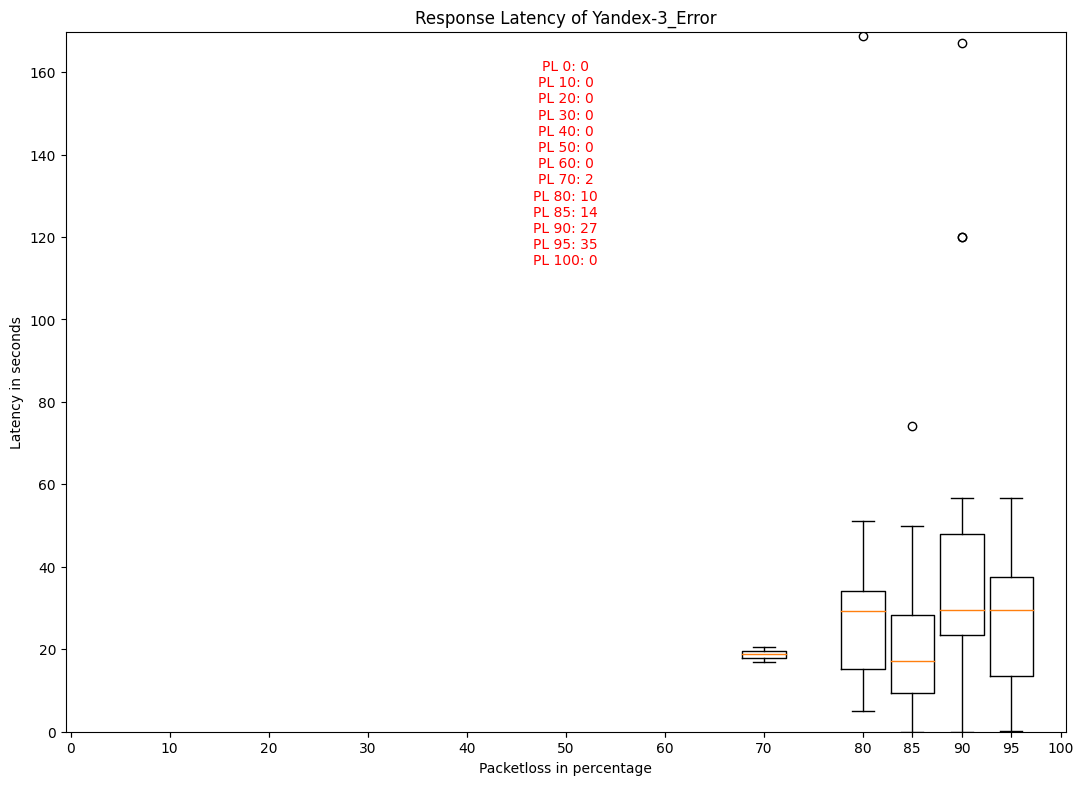 Response Latency of Yandex-3_Error
PL 0: 0
PL 10: 0
PL 20: 0
PL 30: 0
PL 40: 0
PL 50: 0
PL 60: 0
PL 70: 2
PL 80: 10
PL 85: 14
PL 90: 27
PL 95: 35
PL 100: 0
Latency in seconds
160
140
120
100
80
60
40
20
0
0 10 20 30 40 50 60 70 80 85 90 95 100
Packetloss in percentage